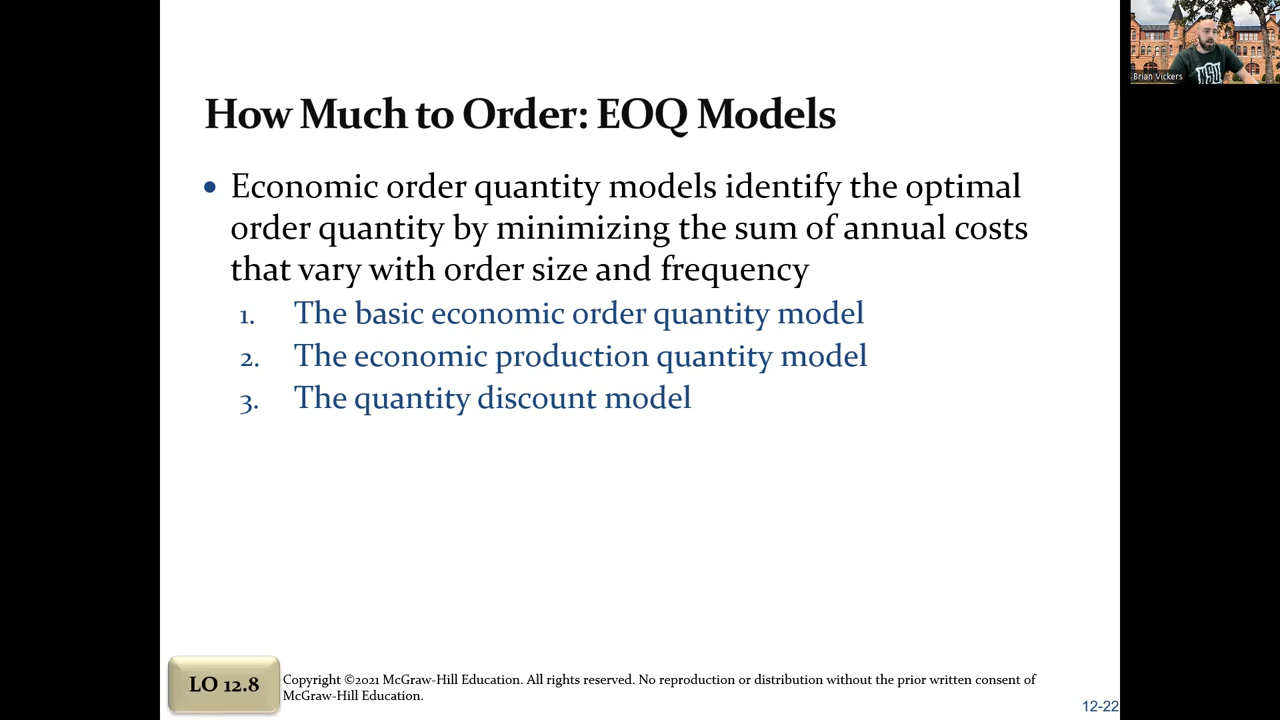 Brian Vickers
How Much to Order: EOQ Models
• Economic order quantity models identify the optimal
order quantity by minimizing the sum of annual costs
that vary with order size and frequency
1. The basic economic order quantity model
2. The economic production quantity model
3. The quantity discount model
LO 12.8
Copyright ©2021 McGraw-Hill Education. All rights reserved. No reproduction or distribution without the prior written consent of
McGraw-Hill Education.
12-22